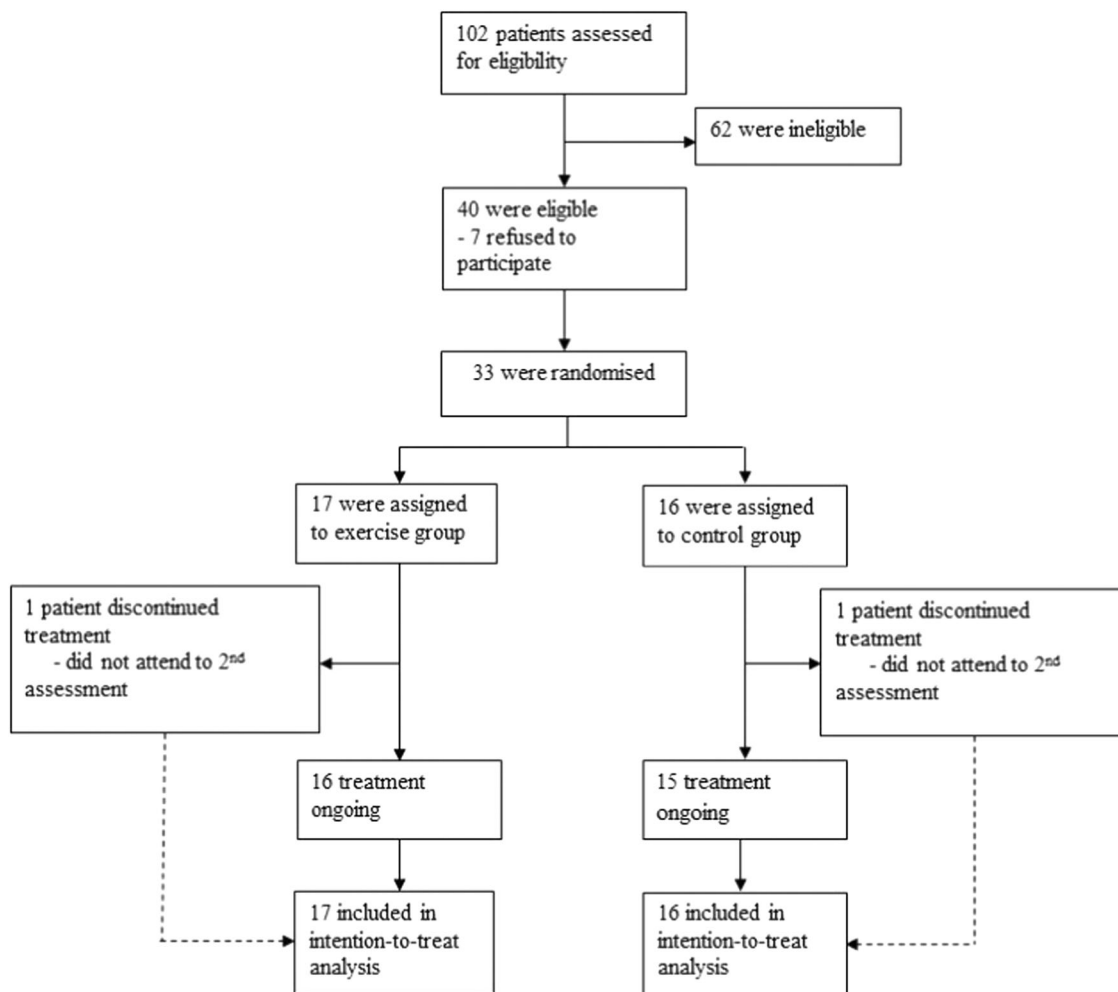 102 patients assessed
for eligibility
62 were ineligible
40 were eligible
- 7 refused to
participate
33 were randomised
17 were assigned
to exercise group
16 were assigned
to control group
1 patient discontinued
treatment
- did not attend to 2nd
assessment
1 patient discontinued
treatment
- did not attend to 2nd
assessment
16 treatment
ongoing
15 treatment
ongoing
17 included in
intention-to-treat
analysis
16 included in
intention-to-treat
analysis